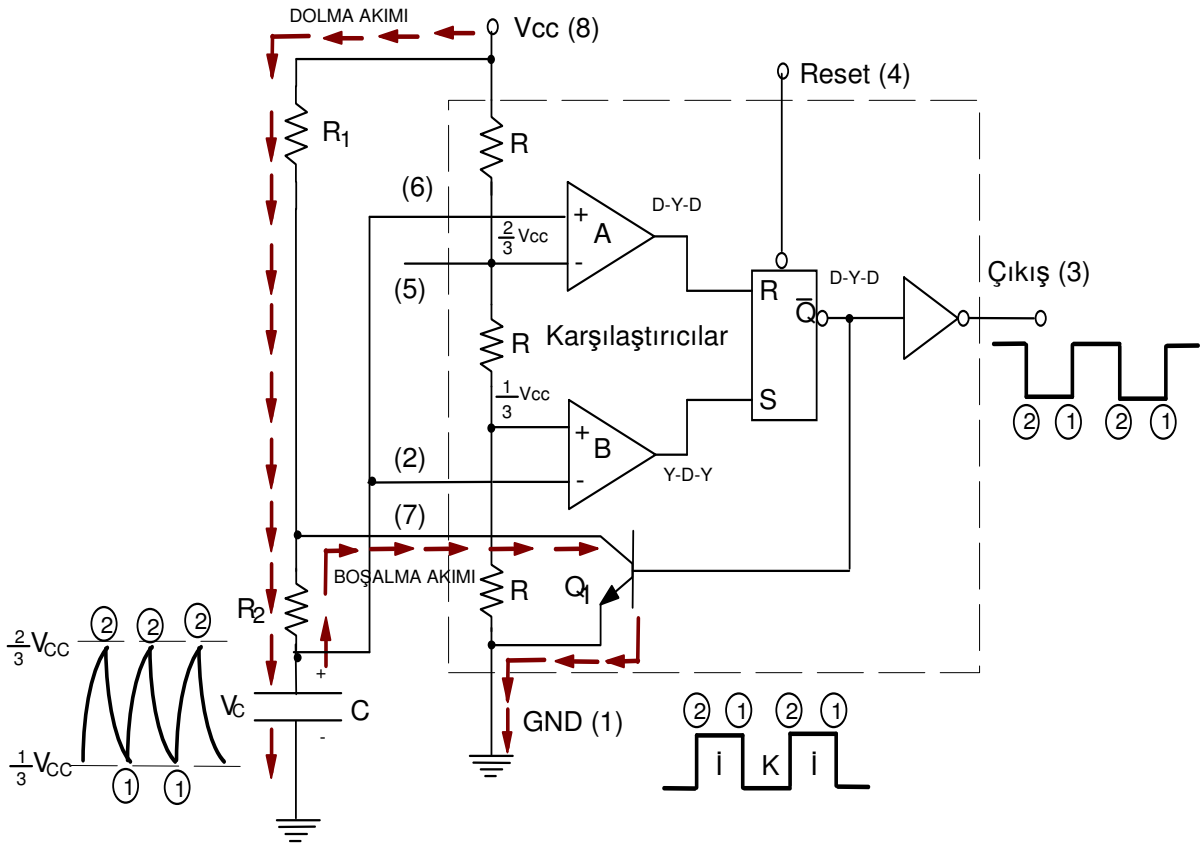 DOLMA AKIMI
Vcc (8)
Reset (4)
R1
R
(6)
D-Y-D
+
A
2/3 Vcc
-
(5)
R
D-Y-D
Q̅
Çıkış (3)
R
Karşılaştırıcılar
1/3 Vcc
S
+
B
(2)
-
Y-D-Y
2 1 2 1
(7)
BOŞALMA AKIMI
R2
R
Q1
2 2 2
2/3 VCC
+
VC
C
-
GND (1)
1/3 VCC
1 1
2 1 2 1
İ K İ